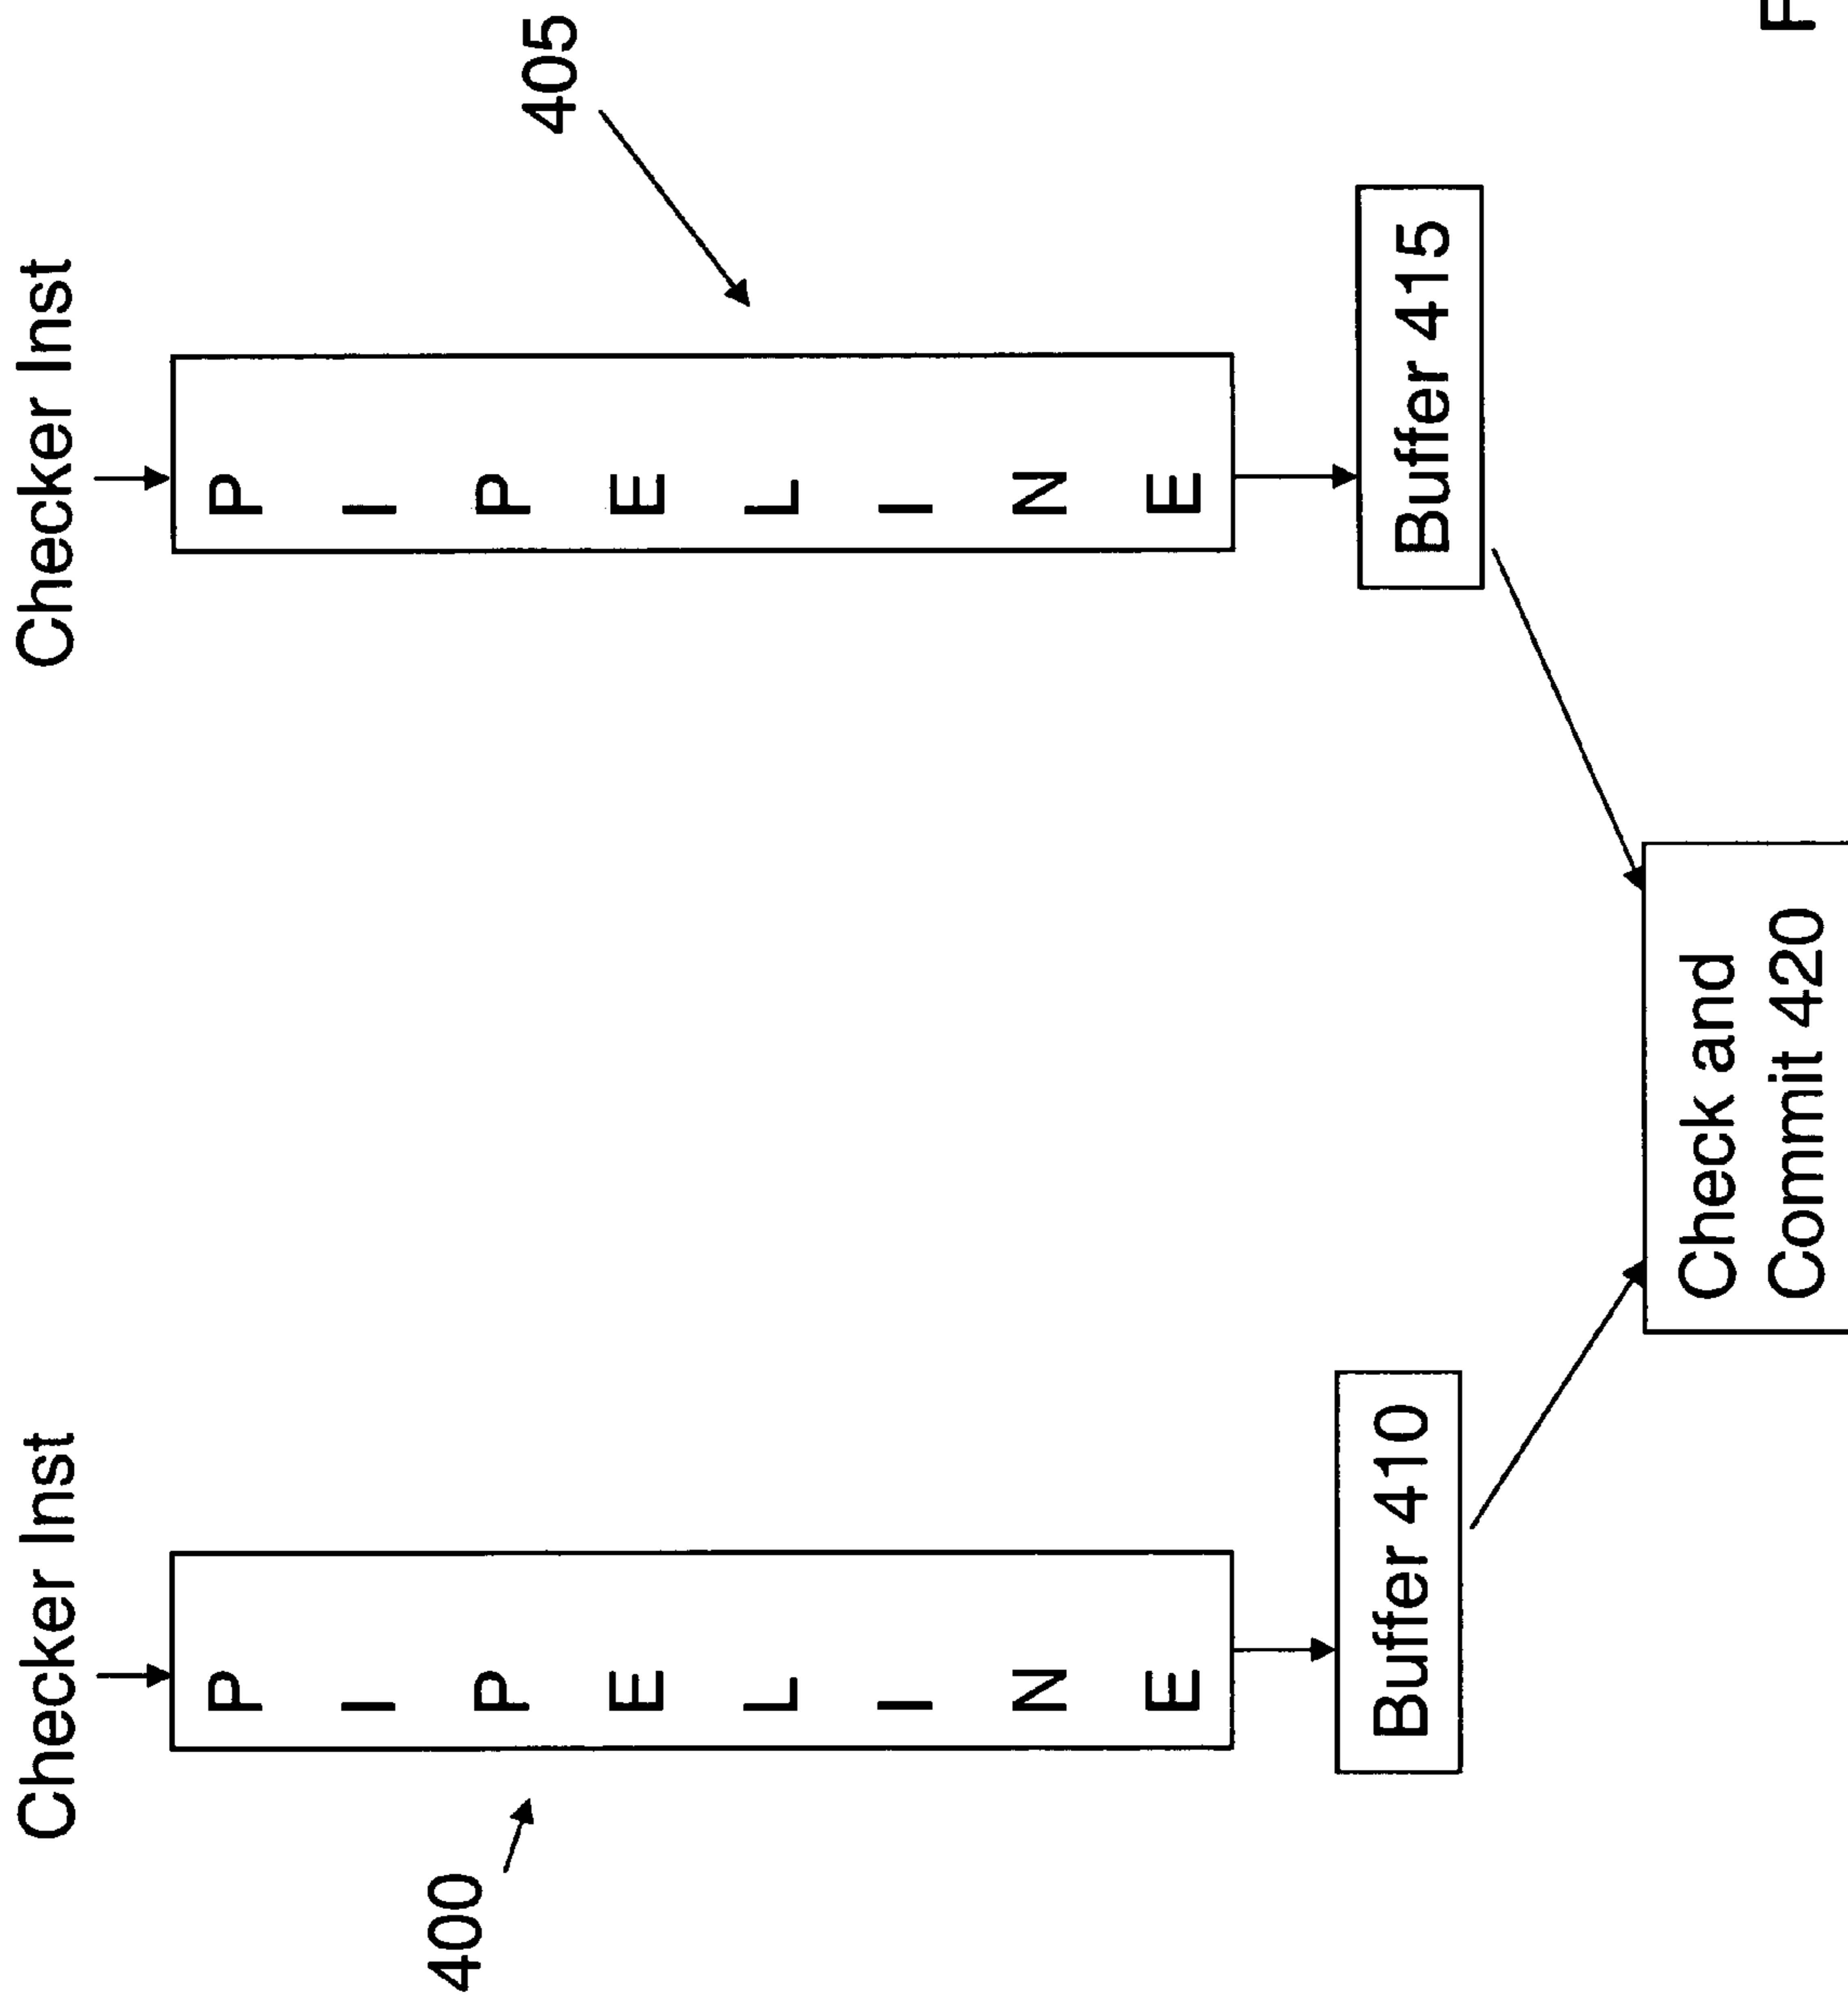 Checker Inst
Checker Inst
400
405
PIPELINE
PIPELINE
Buffer 410
Buffer 415
Check and
Commit 420